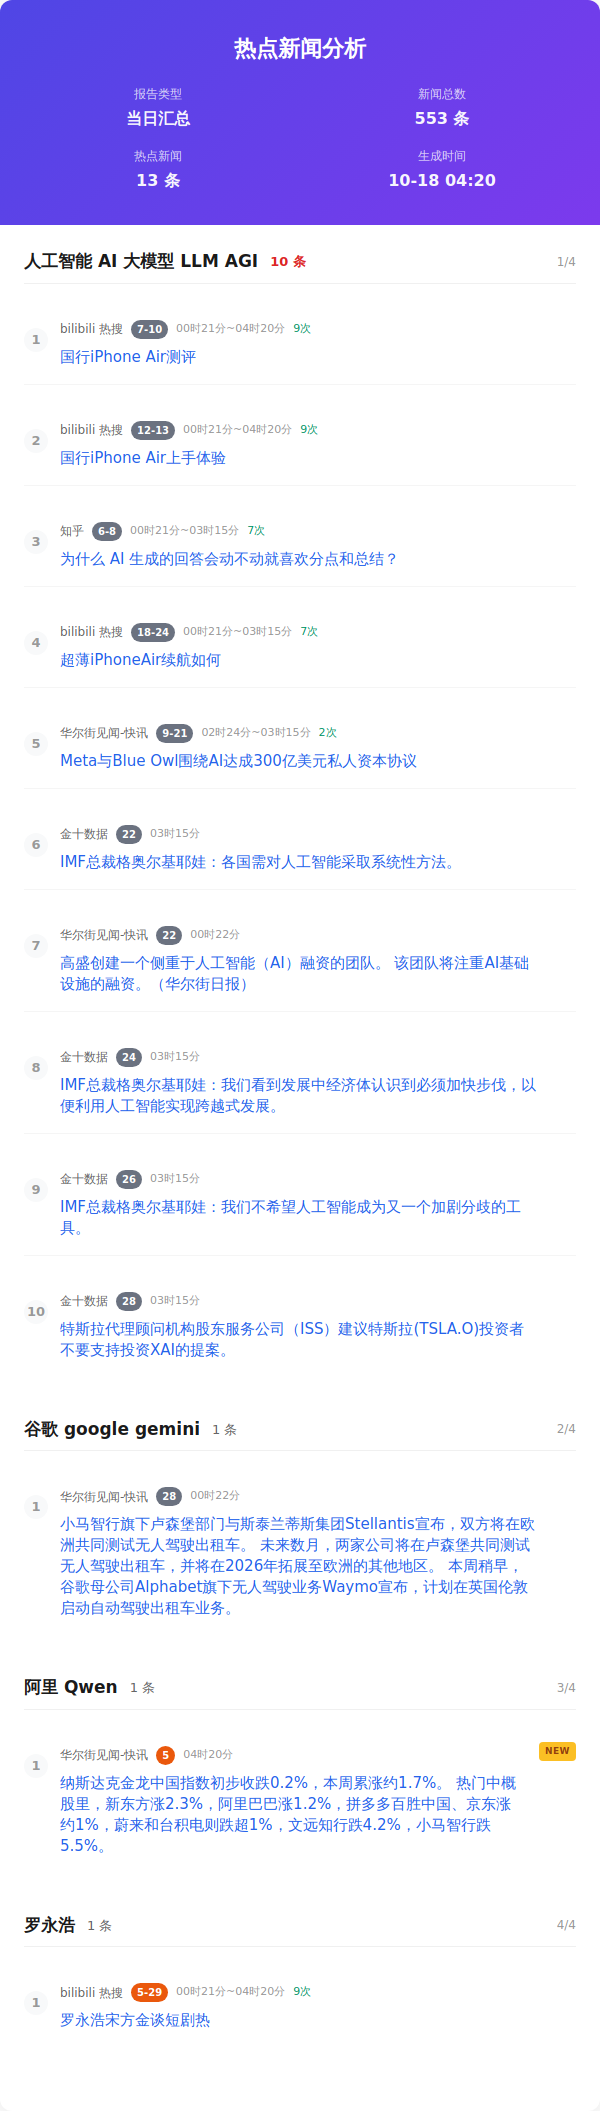 热点新闻分析
报告类型
当日汇总
新闻总数
553 条
热点新闻
13 条
生成时间
10-18 04:20
人工智能 AI 大模型 LLM AGI 10 条 1/4
1
bilibili 热搜 7-10 00时21分~04时20分 9次
国行iPhone Air测评
2
bilibili 热搜 12-13 00时21分~04时20分 9次
国行iPhone Air上手体验
3
知乎 6-8 00时21分~03时15分 7次
为什么 AI 生成的回答会动不动就喜欢分点和总结？
4
bilibili 热搜 18-24 00时21分~03时15分 7次
超薄iPhoneAir续航如何
5
华尔街见闻-快讯 9-21 02时24分~03时15分 2次
Meta与Blue Owl围绕AI达成300亿美元私人资本协议
6
金十数据 22 03时15分
IMF总裁格奥尔基耶娃：各国需对人工智能采取系统性方法。
7
华尔街见闻-快讯 22 00时22分
高盛创建一个侧重于人工智能（AI）融资的团队。 该团队将注重AI基础
设施的融资。（华尔街日报）
8
金十数据 24 03时15分
IMF总裁格奥尔基耶娃：我们看到发展中经济体认识到必须加快步伐，以
便利用人工智能实现跨越式发展。
9
金十数据 26 03时15分
IMF总裁格奥尔基耶娃：我们不希望人工智能成为又一个加剧分歧的工
具。
10
金十数据 28 03时15分
特斯拉代理顾问机构股东服务公司（ISS）建议特斯拉(TSLA.O)投资者
不要支持投资XAI的提案。
谷歌 google gemini 1 条 2/4
1
华尔街见闻-快讯 28 00时22分
小马智行旗下卢森堡部门与斯泰兰蒂斯集团Stellantis宣布，双方将在欧
洲共同测试无人驾驶出租车。 未来数月，两家公司将在卢森堡共同测试
无人驾驶出租车，并将在2026年拓展至欧洲的其他地区。 本周稍早，
谷歌母公司Alphabet旗下无人驾驶业务Waymo宣布，计划在英国伦敦
启动自动驾驶出租车业务。
阿里 Qwen 1 条 3/4
1
华尔街见闻-快讯 5 04时20分 NEW
纳斯达克金龙中国指数初步收跌0.2%，本周累涨约1.7%。 热门中概
股里，新东方涨2.3%，阿里巴巴涨1.2%，拼多多百胜中国、京东涨
约1%，蔚来和台积电则跌超1%，文远知行跌4.2%，小马智行跌
5.5%。
罗永浩 1 条 4/4
1
bilibili 热搜 5-29 00时21分~04时20分 9次
罗永浩宋方金谈短剧热